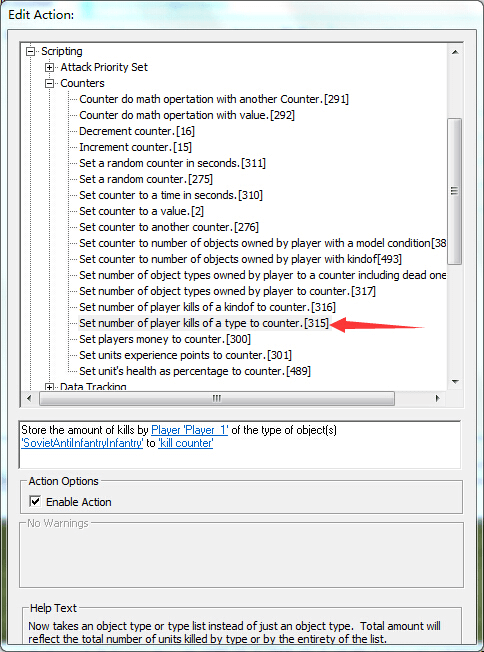 Edit Action:
Scripting
Attack Priority Set
Counters
Counter do math opertation with another Counter.[291]
Counter do math opertation with value.[292]
Decrement counter.[16]
Increment counter.[15]
Set a random counter in seconds.[311]
Set a random counter.[275]
Set counter to a time in seconds.[310]
Set counter to a value.[2]
Set counter to another counter.[276]
Set counter to number of objects owned by player with a model condition[38
Set counter to number of objects owned by player with kindof[493]
Set number of object types owned by player to a counter including dead one
Set number of object types owned by player to counter.[317]
Set number of player kills of a kindof to counter.[316]
Set number of player kills of a type to counter.[315]
Set players money to counter.[300]
Set units experience points to counter.[301]
Set unit's health as percentage to counter.[489]
Data Tracking
Store the amount of kills by Player 'Player_1' of the type of object(s)
'SovietAntiInfantryInfantry' to 'kill counter'
Action Options
Enable Action
No Warnings
Help Text
Now takes an object type or type list instead of just an object type. Total amount will
reflect the total number of units killed by type or by the entirety of the list.